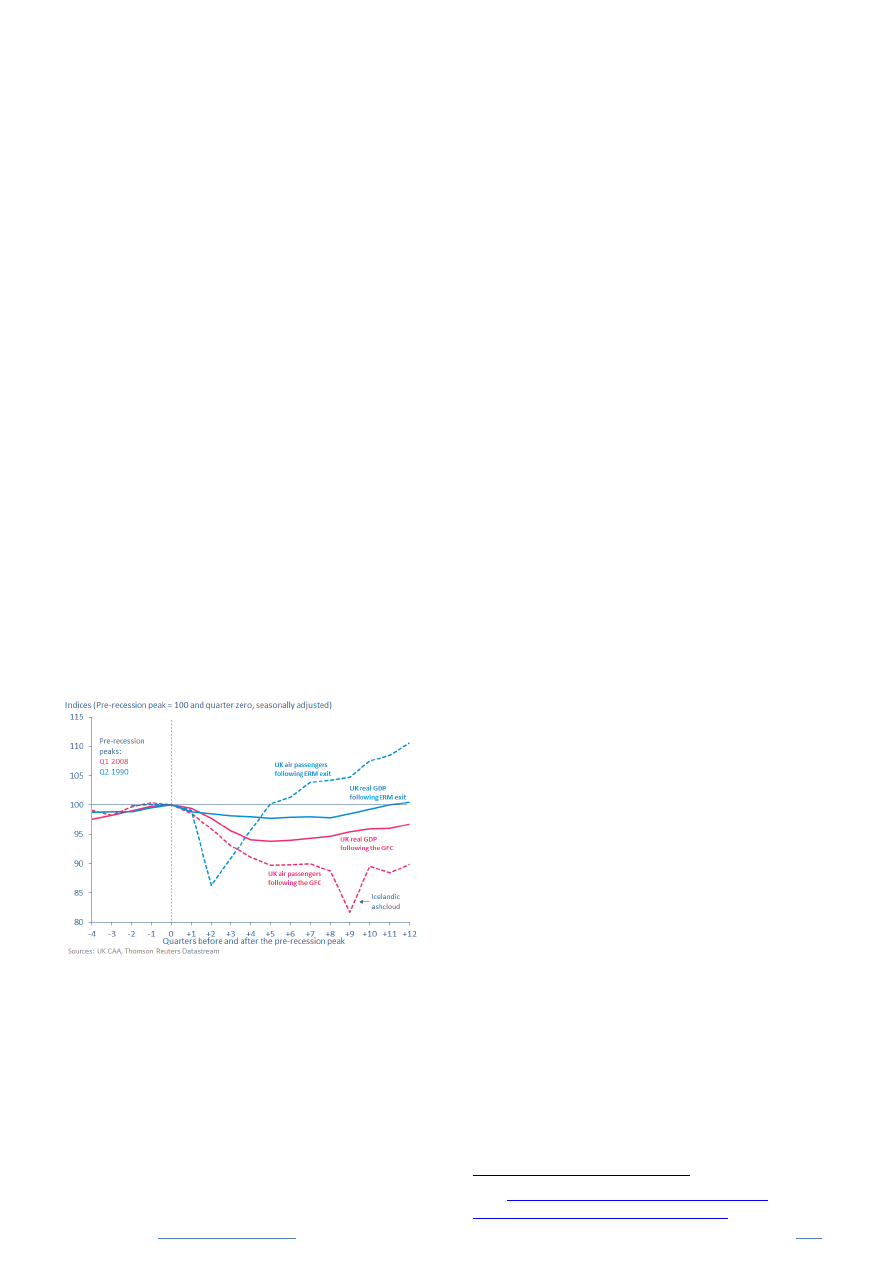 Indices (Pre-recession peak = 100 and quarter zero, seasonally adjusted)
115
110
105
100
95
90
85
80
Pre-recession
peaks:
Q1 2008
Q2 1990
UK air passengers
following ERM exit
UK real GDP
following ERM exit
UK real GDP
following the GFC
UK air passengers
following the GFC
Icelandic
ashcloud
-4 -3 -2 -1 0 +1 +2 +3 +4 +5 +6 +7 +8 +9 +10 +11 +12
Quarters before and after the pre-recession peak
Sources: UK CAA, Thomson Reuters Datastream